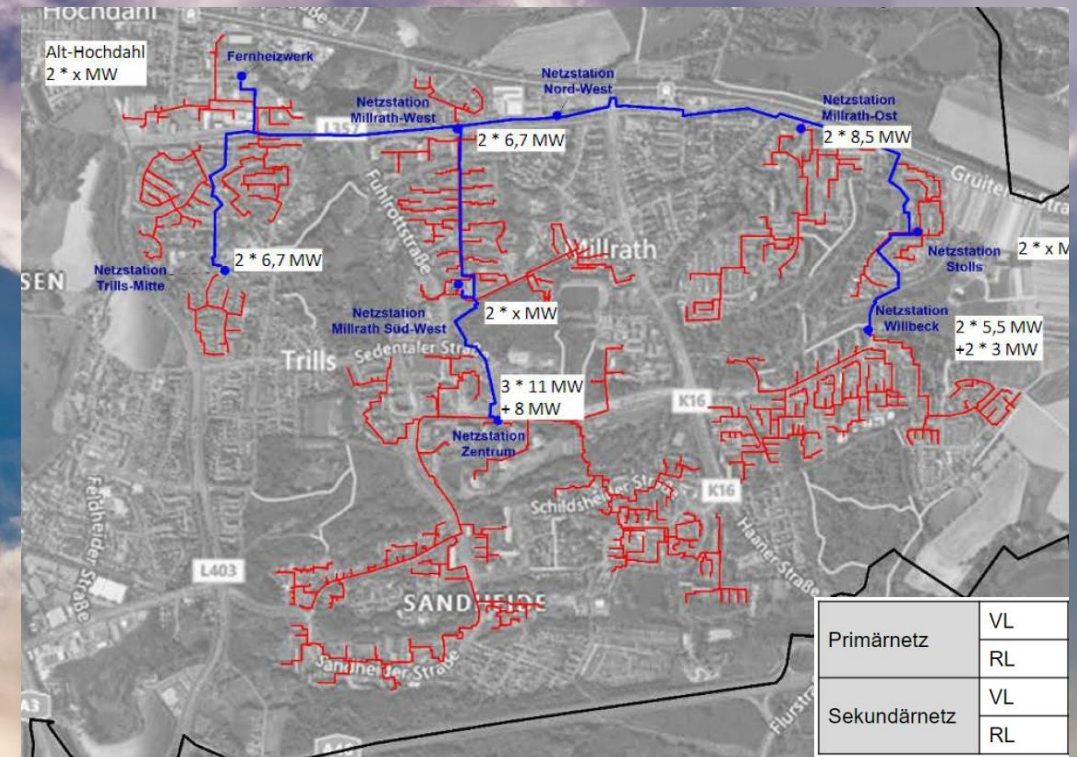 Hochdahl
Alt-Hochdahl
2 * x MW
Fernheizwerk
Netzstation
Nord-West
Netzstation
Millrath-West
Netzstation
Millrath-Ost
L357
2 * 6,7 MW
2 * 8,5 MW
Gruitener Stra
Fuhlrottstraße
Millrath
Netzstation
Stolls
2 * x M
SEN
Netzstation
Trills-Mitte
2 * 6,7 MW
Netzstation
Millrath Süd-West
2 * x MW
Netzstation
Willbeck
2 * 5,5 MW
+2 * 3 MW
Trills
Sedentaler Straß
3 * 11 MW
+ 8 MW
K16
Netzstation
Zentrum
K16
Schildsheider Straße
Feldheider Straße
Haaner-Straße
L403
SANDHEIDE
Sandheider Straße
Flurstra
A3
A46
Primärnetz
VL
RL
Sekundärnetz
VL
RL